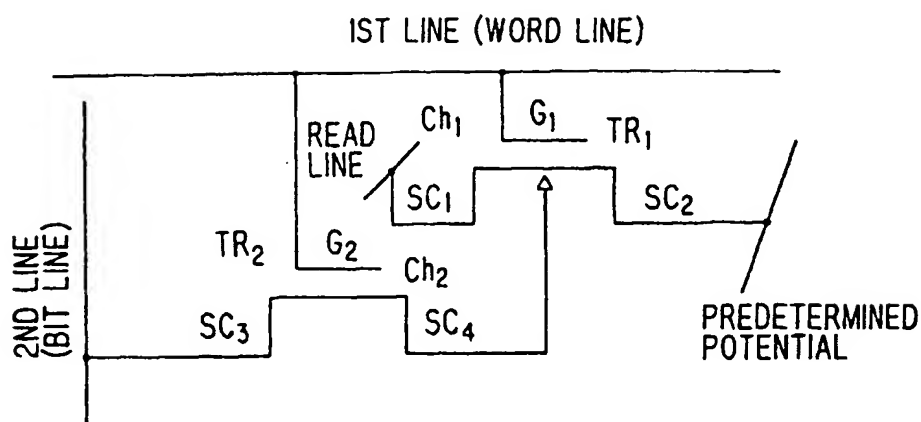 1ST LINE (WORD LINE)
READ
LINE
Ch₁
G₁
TR₁
SC₁
SC₂
TR₂
G₂
Ch₂
SC₃
SC₄
2ND LINE
(BIT LINE)
PREDETERMINED
POTENTIAL